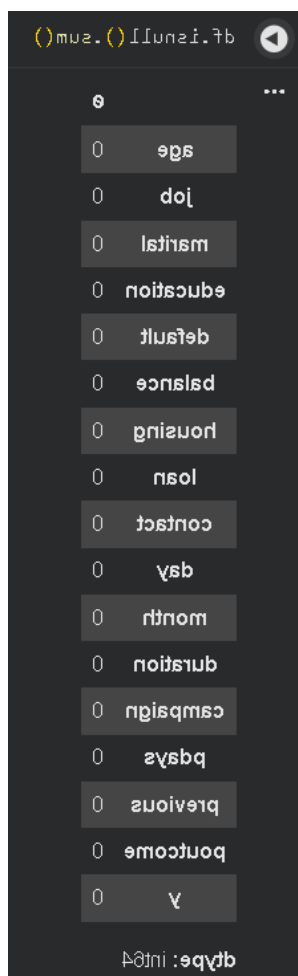 df.isnull().sum()
...
0
age 0
job 0
marital 0
education 0
default 0
balance 0
housing 0
loan 0
contact 0
day 0
month 0
duration 0
campaign 0
pdays 0
previous 0
poutcome 0
y 0
dtype: int64